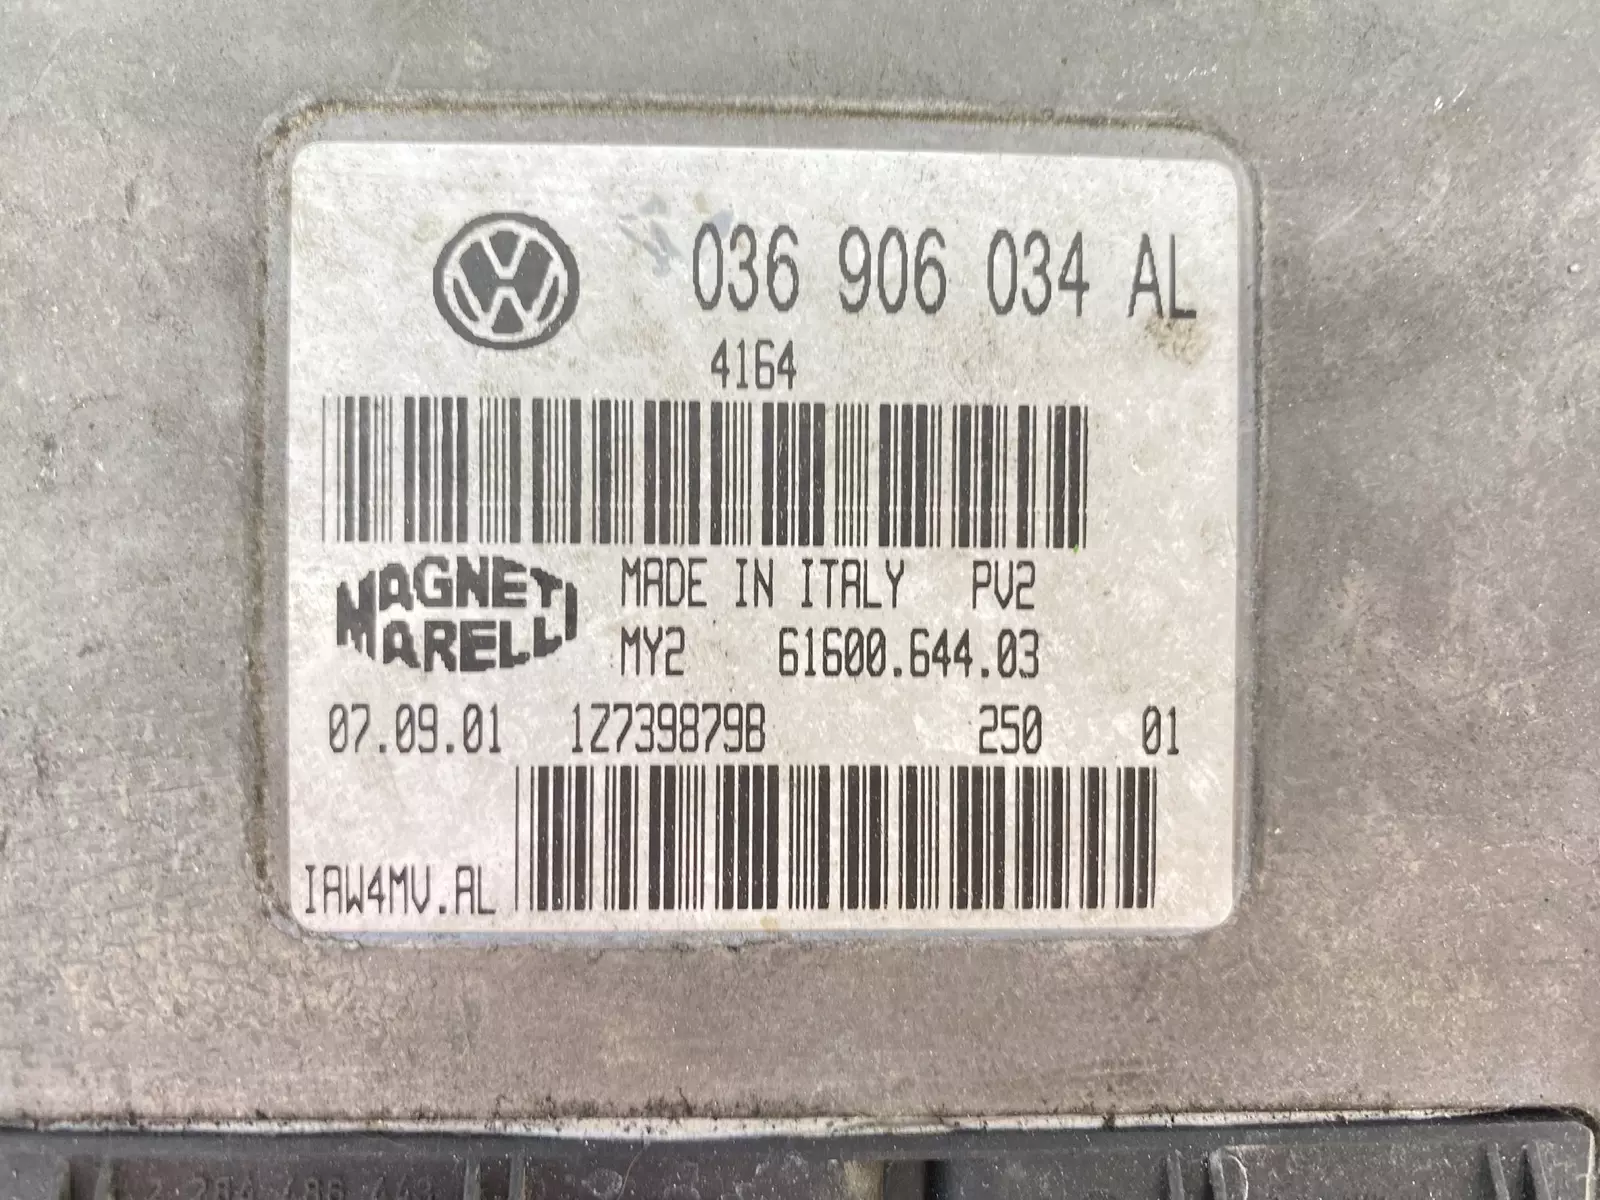 036 906 034 AL
4164
MAGNETI
MARELLI
MADE IN ITALY PV2
MY2 61600.644.03
07.09.01 1Z739879B 250 01
IAW4MV.AL